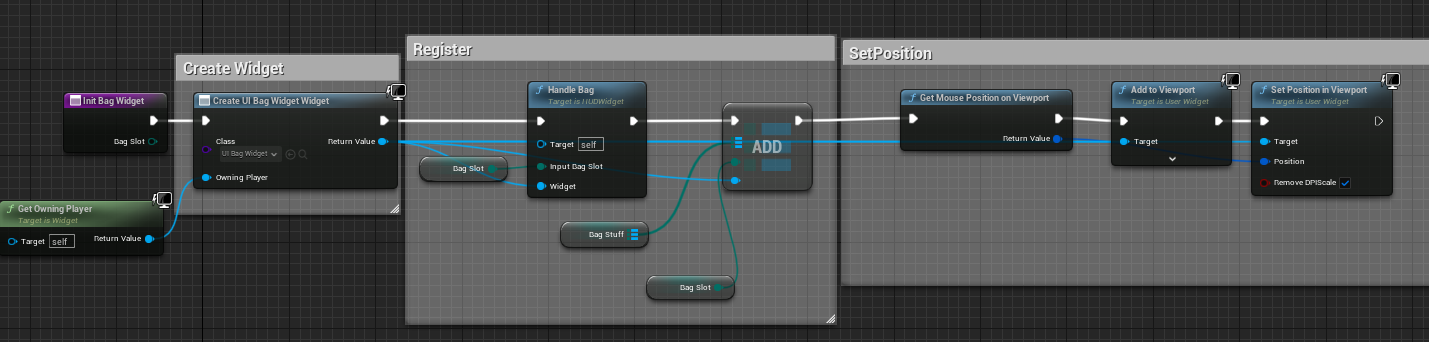 Create Widget
Init Bag Widget
Bag Slot
Create UI Bag Widget Widget
Class
UI Bag Widget
Return Value
Owning Player
Get Owning Player
Target is Widget
Target self
Return Value
Register
Handle Bag
Target is HUDWidget
Target self
Input Bag Slot
Widget
Bag Slot
ADD
Bag Stuff
Bag Slot
SetPosition
Get Mouse Position on Viewport
Return Value
Add to Viewport
Target is User Widget
Target
Set Position in Viewport
Target is User Widget
Target
Position
Remove DPIScale